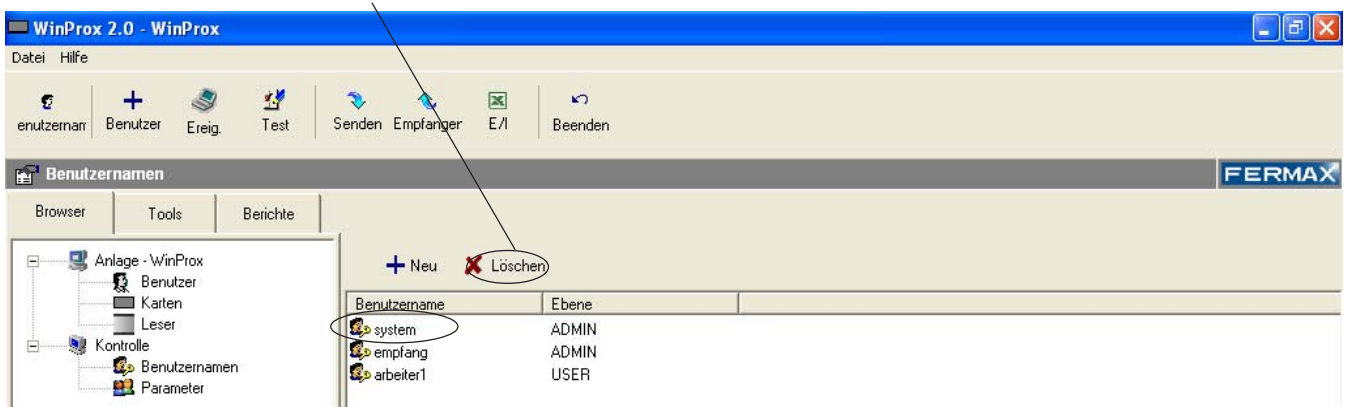 WinProx 2.0 - WinProx
Datei Hilfe
enutzernam Benutzer Ereig. Test Senden Empfanger E/I Beenden
Benutzernamen FERMAX
Browser Tools Berichte
Anlage - WinProx
Benutzer
Karten
Leser
Kontrolle
Benutzernamen
Parameter
Neu Löschen
Benutzername Ebene
system ADMIN
empfang ADMIN
arbeiter1 USER